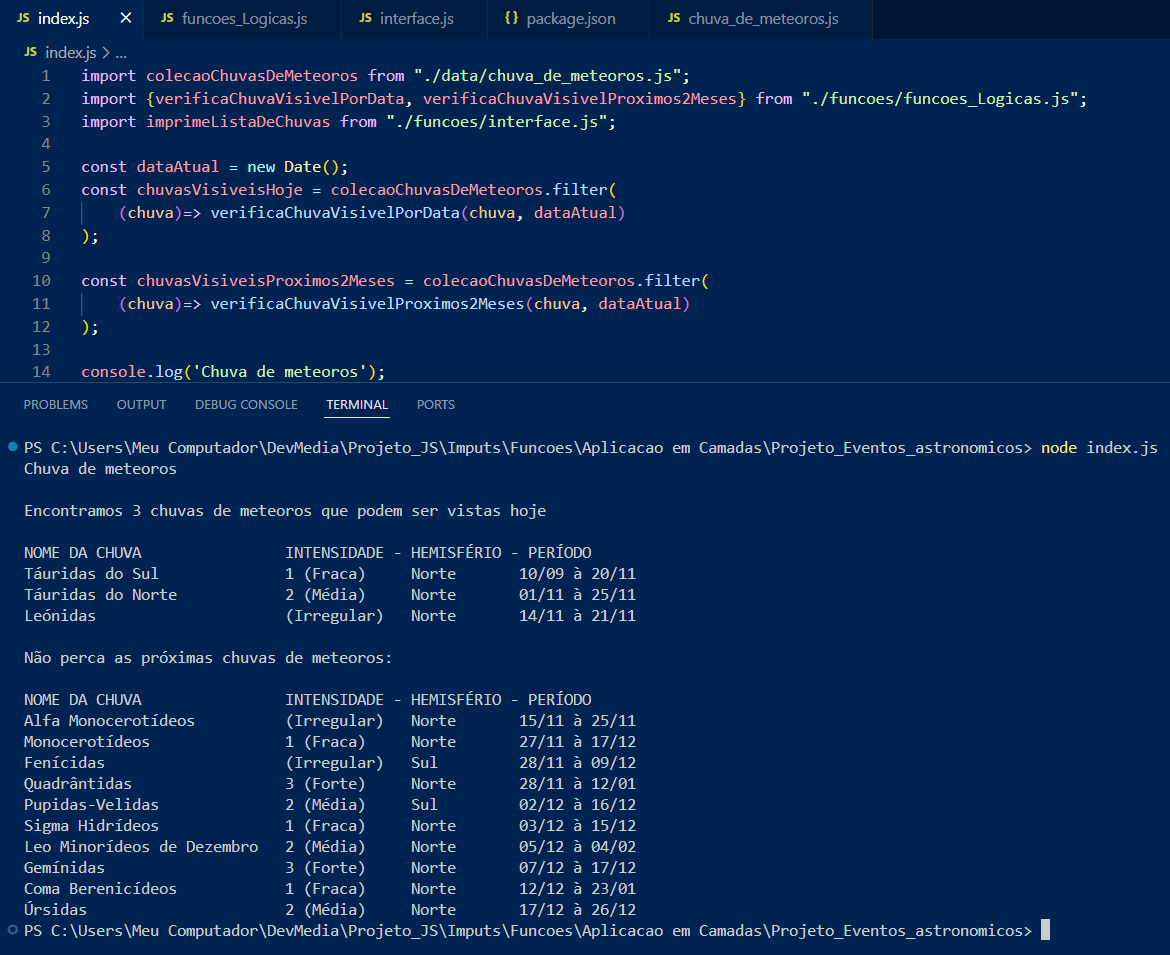 JS index.js × JS funcoes_Logicas.js JS interface.js {} package.json JS chuva_de_meteoros.js
JS index.js > ...
1 import colecaoChuvasDeMeteoros from "./data/chuva_de_meteoros.js";
2 import {verificaChuvaVisivelPorData, verificaChuvaVisivelProximos2Meses} from "./funcoes/funcoes_Logicas.js";
3 import imprimeListaDeChuvas from "./funcoes/interface.js";
4
5 const dataAtual = new Date();
6 const chuvasVisiveisHoje = colecaoChuvasDeMeteoros.filter(
7 (chuva)=> verificaChuvaVisivelPorData(chuva, dataAtual)
8 );
9
10 const chuvasVisiveisProximos2Meses = colecaoChuvasDeMeteoros.filter(
11 (chuva)=> verificaChuvaVisivelProximos2Meses(chuva, dataAtual)
12 );
13
14 console.log('Chuva de meteoros');
PROBLEMS OUTPUT DEBUG CONSOLE TERMINAL PORTS
PS C:\Users\Meu Computador\DevMedia\Projeto_JS\Imputs\Funcoes\Aplicacao em Camadas\Projeto_Eventos_astronomicos> node index.js
Chuva de meteoros
Encontramos 3 chuvas de meteoros que podem ser vistas hoje
NOME DA CHUVA INTENSIDADE - HEMISFÉRIO - PERÍODO
Táuridas do Sul 1 (Fraca) Norte 10/09 à 20/11
Táuridas do Norte 2 (Média) Norte 01/11 à 25/11
Leónidas (Irregular) Norte 14/11 à 21/11
Não perca as próximas chuvas de meteoros:
NOME DA CHUVA INTENSIDADE - HEMISFÉRIO - PERÍODO
Alfa Monocerotídeos (Irregular) Norte 15/11 à 25/11
Monocerotídeos 1 (Fraca) Norte 27/11 à 17/12
Fenícidas (Irregular) Sul 28/11 à 09/12
Quadrântidas 3 (Forte) Norte 28/11 à 12/01
Pupidas-Velidas 2 (Média) Sul 02/12 à 16/12
Sigma Hidrídeos 1 (Fraca) Norte 03/12 à 15/12
Leo Minorídeos de Dezembro 2 (Média) Norte 05/12 à 04/02
Gemínidas 3 (Forte) Norte 07/12 à 17/12
Coma Berenicídeos 1 (Fraca) Norte 12/12 à 23/01
Úrsidas 2 (Média) Norte 17/12 à 26/12
PS C:\Users\Meu Computador\DevMedia\Projeto_JS\Imputs\Funcoes\Aplicacao em Camadas\Projeto_Eventos_astronomicos>